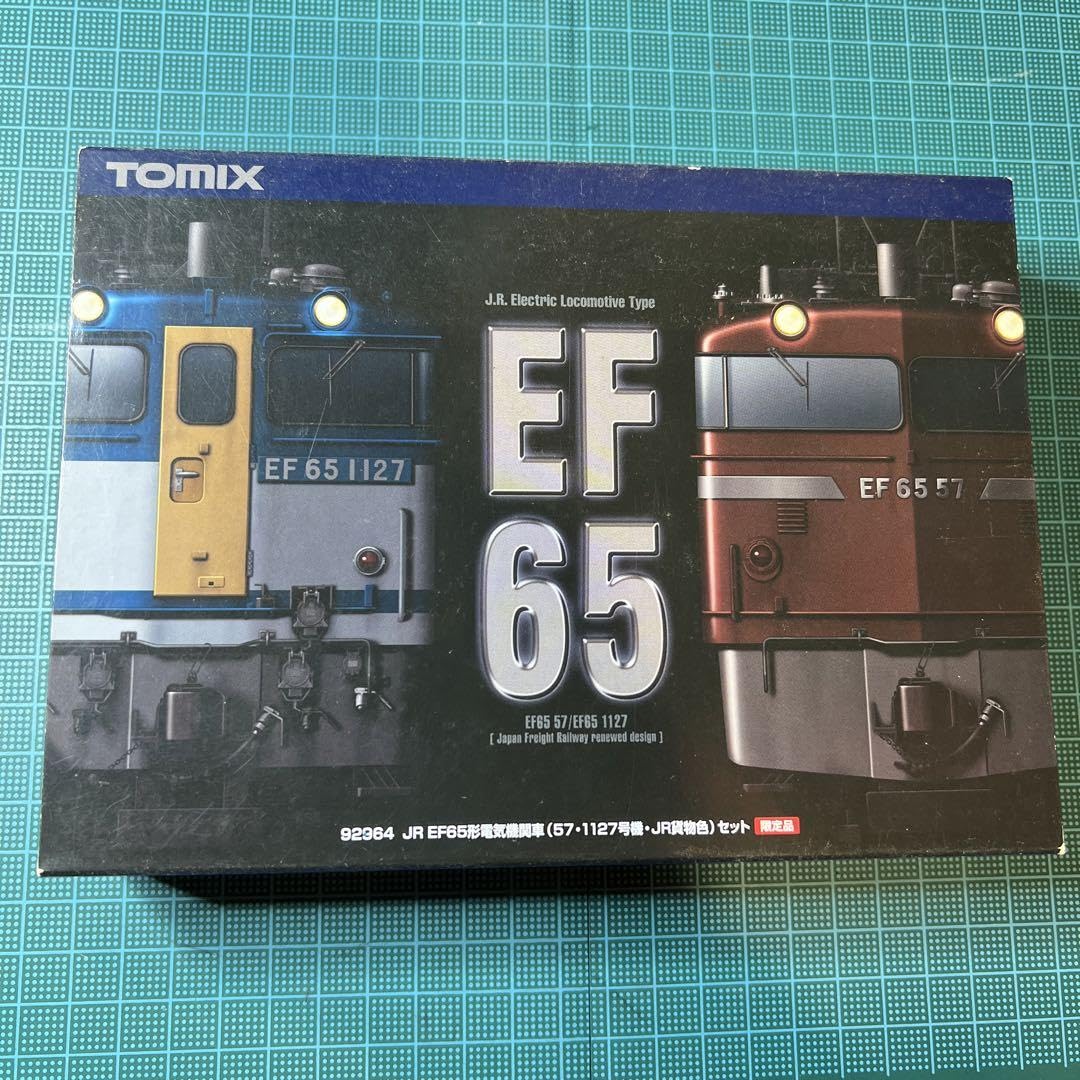 TOMIX
J.R. Electric Locomotive Type
EF
65
EF 65 1127
EF 65 57
EF65 57/EF65 1127
[ Japan Freight Railway renewed design ]
92364 JR EF65形電気機関車(57・1127号機・JR貨物色)セット 限定品